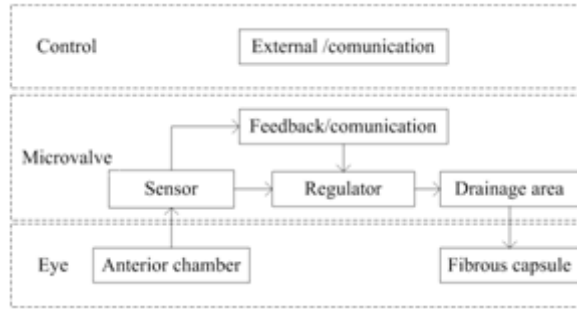 Control
External /comunication
Feedback/comunication
Microvalve
Sensor
Regulator
Drainage area
Eye
Anterior chamber
Fibrous capsule